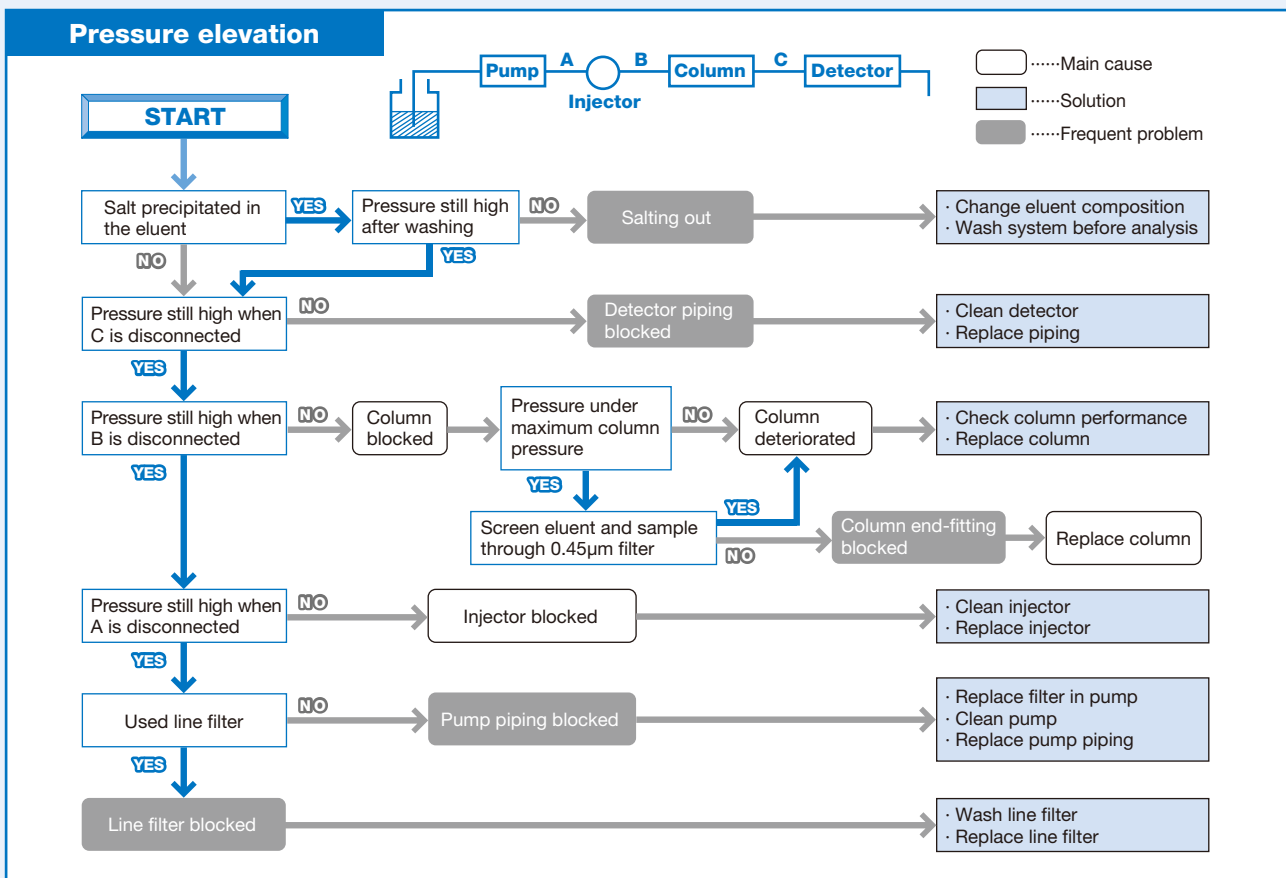 Pressure elevation
Pump
A
B
Column
C
Detector
Injector
······Main cause
······Solution
······Frequent problem
START
Salt precipitated in
the eluent
YES
Pressure still high
after washing
NO
Salting out
· Change eluent composition
· Wash system before analysis
NO
YES
Pressure still high when
C is disconnected
NO
Detector piping
blocked
· Clean detector
· Replace piping
YES
Pressure still high when
B is disconnected
NO
Column
blocked
Pressure under
maximum column
pressure
NO
Column
deteriorated
· Check column performance
· Replace column
YES
YES
Screen eluent and sample
through 0.45µm filter
YES
NO
Column end-fitting
blocked
Replace column
Pressure still high when
A is disconnected
NO
Injector blocked
· Clean injector
· Replace injector
YES
Used line filter
NO
Pump piping blocked
· Replace filter in pump
· Clean pump
· Replace pump piping
YES
Line filter blocked
· Wash line filter
· Replace line filter